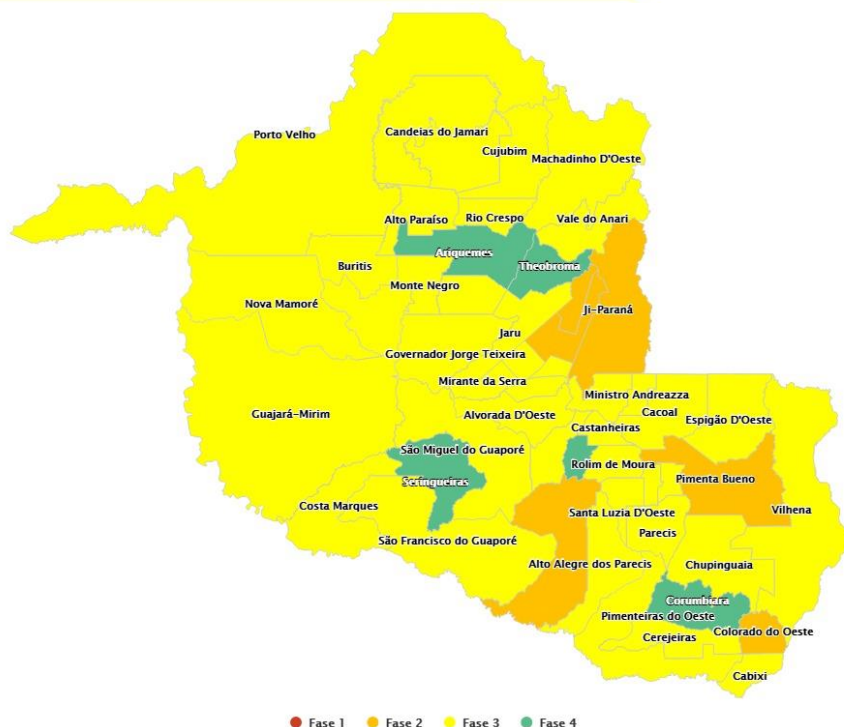 Porto Velho
Candeias do Jamari
Cujubim
Machadinho D'Oeste
Alto Paraíso
Rio Crespo
Vale do Anari
Ariquemes
Theobroma
Buritis
Monte Negro
Nova Mamoré
Ji-Paraná
Jaru
Governador Jorge Teixeira
Mirante da Serra
Ministro Andreazza
Guajará-Mirim
Alvorada D'Oeste
Cacoal
Espigão D'Oeste
Castanheiras
São Miguel do Guaporé
Rolim de Moura
Seringueiras
Pimenta Bueno
Costa Marques
Santa Luzia D'Oeste
Vilhena
São Francisco do Guaporé
Parecis
Alto Alegre dos Parecis
Chupinguaia
Corumbiara
Pimenteiras do Oeste
Colorado do Oeste
Cerejeiras
Cabixi
Fase 1 Fase 2 Fase 3 Fase 4